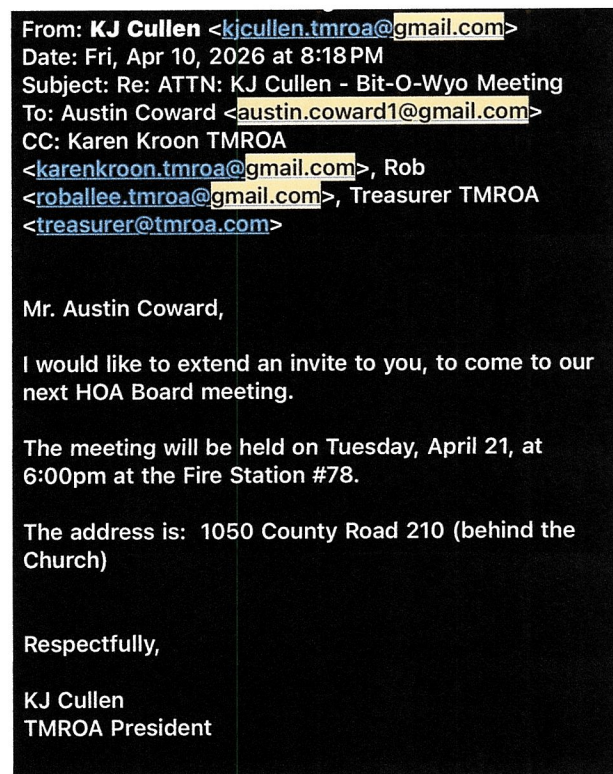 From: KJ Cullen <kjcullen.tmroa@gmail.com>
Date: Fri, Apr 10, 2026 at 8:18 PM
Subject: Re: ATTN: KJ Cullen - Bit-O-Wyo Meeting
To: Austin Coward <austin.coward1@gmail.com>
CC: Karen Kroon TMROA
<karenkroon.tmroa@gmail.com>, Rob
<roballee.tmroa@gmail.com>, Treasurer TMROA
<treasurer@tmroa.com>
Mr. Austin Coward,
I would like to extend an invite to you, to come to our
next HOA Board meeting.
The meeting will be held on Tuesday, April 21, at
6:00pm at the Fire Station #78.
The address is:  1050 County Road 210 (behind the
Church)
Respectfully,
KJ Cullen
TMROA President